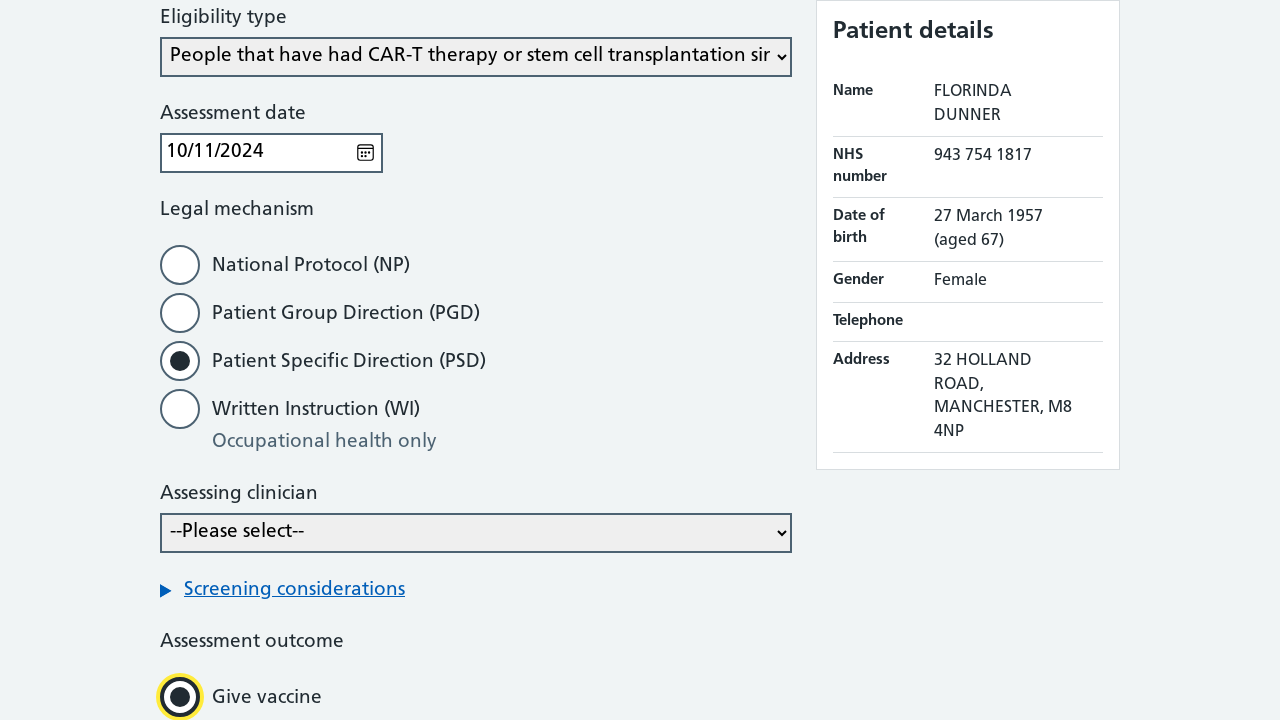 Eligibility type
People that have had CAR-T therapy or stem cell transplantation sin
Assessment date
10/11/2024
Legal mechanism
National Protocol (NP)
Patient Group Direction (PGD)
Patient Specific Direction (PSD)
Written Instruction (WI)
Occupational health only
Assessing clinician
--Please select--
Screening considerations
Assessment outcome
Give vaccine
Patient details
Name FLORINDA
DUNNER
NHS 943 754 1817
number
Date of 27 March 1957
birth (aged 67)
Gender Female
Telephone
Address 32 HOLLAND
ROAD,
MANCHESTER, M8
4NP